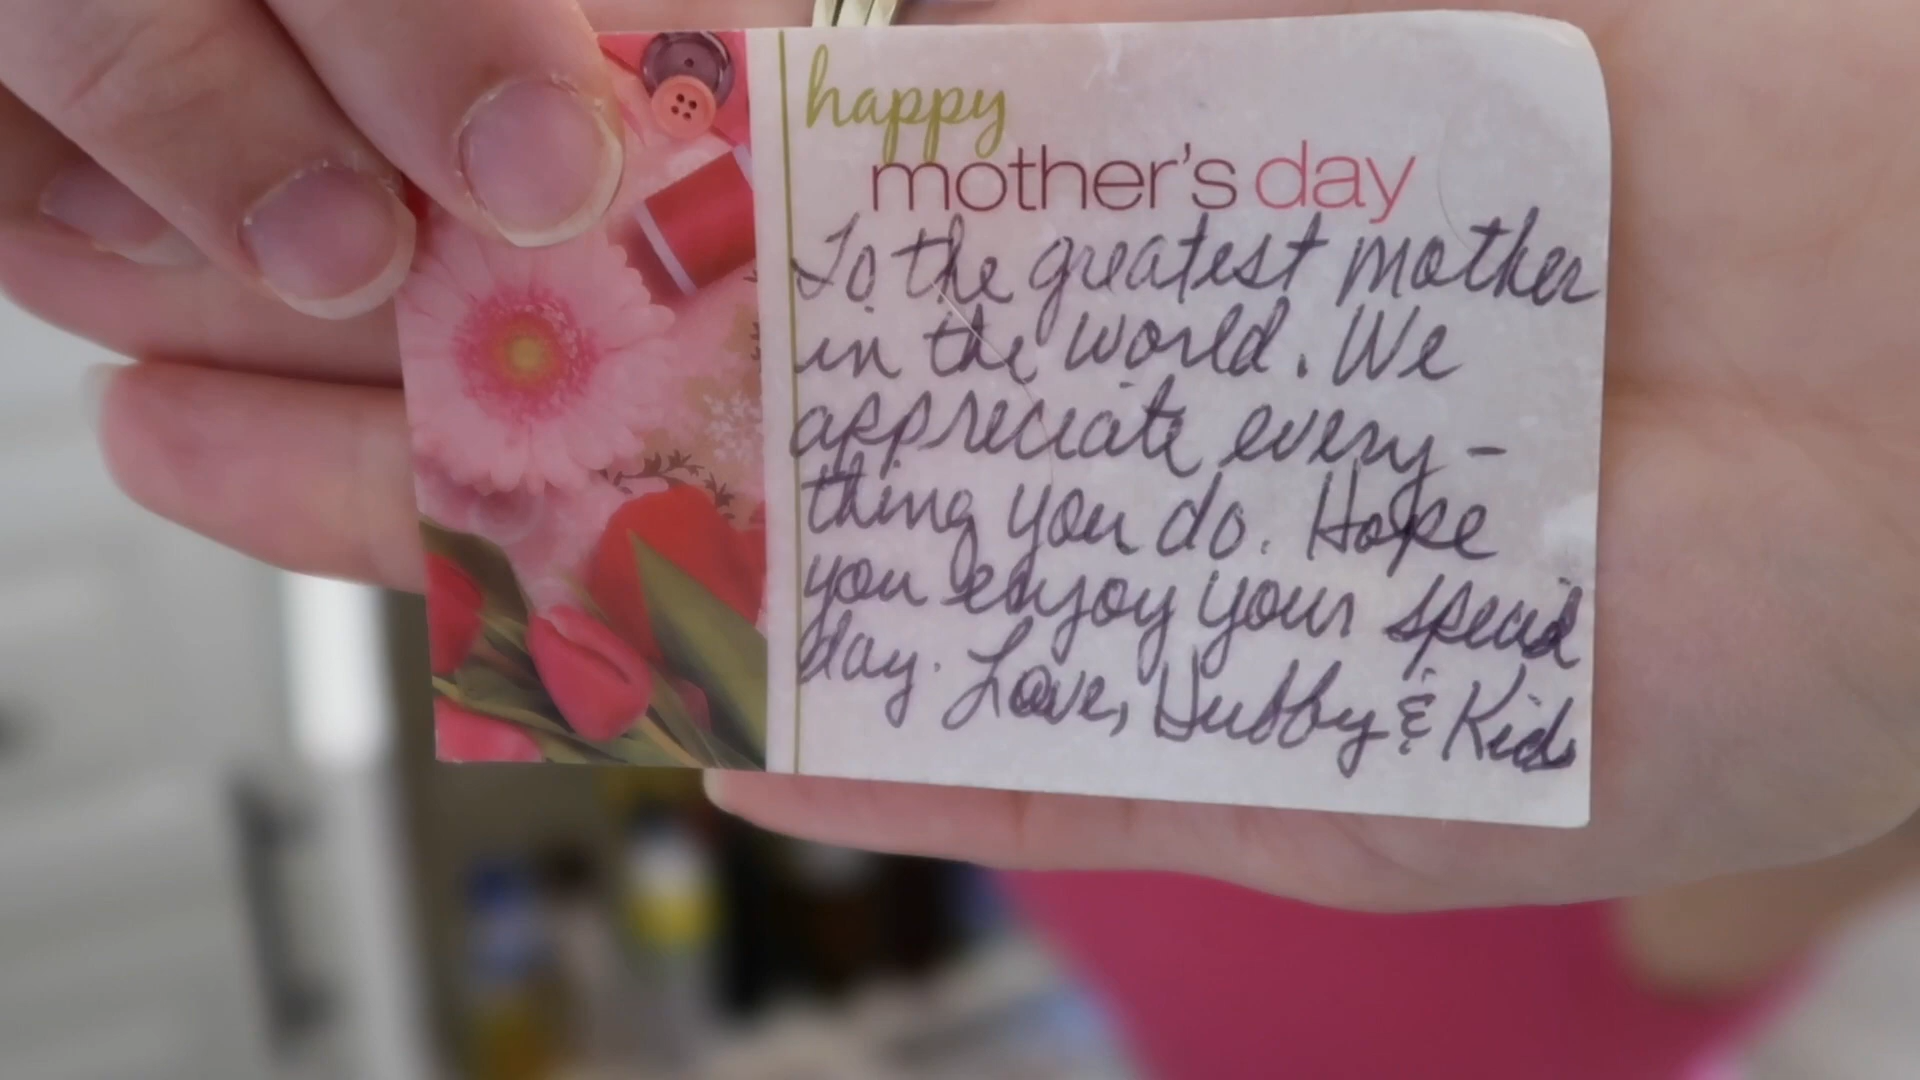 happy
mother's day
To the greatest mother
in the world. We
appreciate every-
thing you do. Hope
you enjoy your special
day. Love, Hubby & Kids